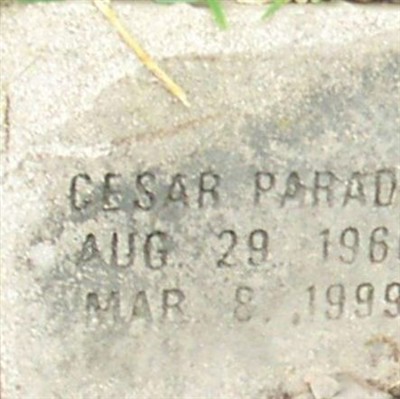 CESAR PARAD
AUG. 29 196
MAR. 8. 1999